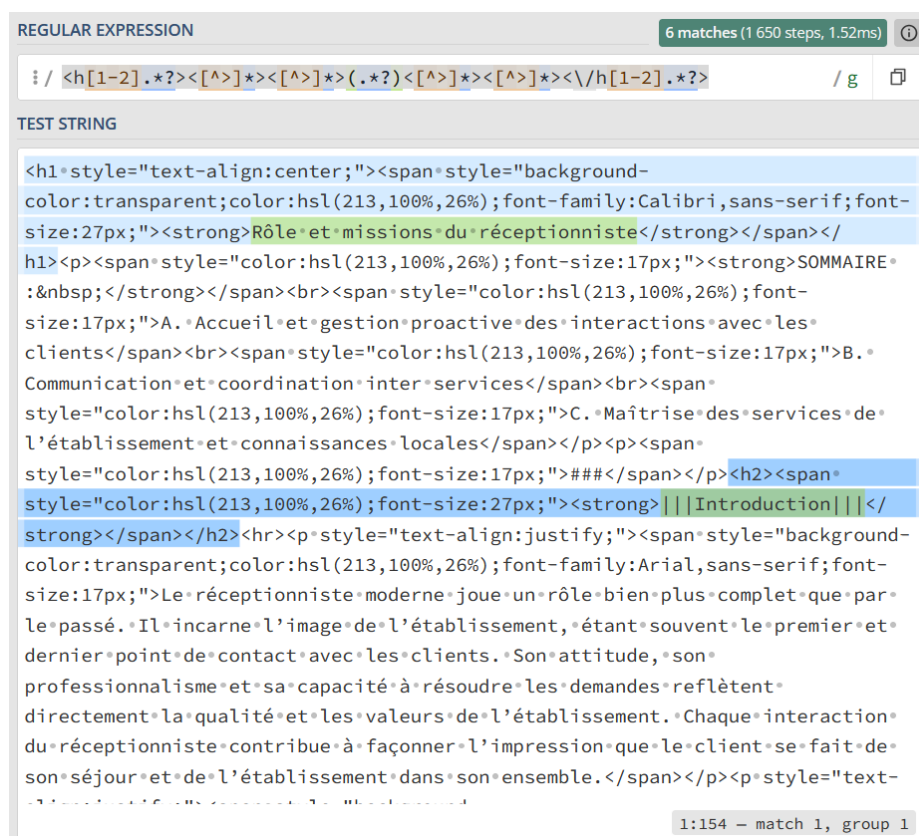 REGULAR EXPRESSION
6 matches (1 650 steps, 1.52ms)
/ <h[1-2].*?><[^>]*><[^>]*>(.*?)<[^>]*><[^>]*><\/h[1-2].*?> / g
TEST STRING
<h1·style="text-align:center;"><span·style="background-
color:transparent;color:hsl(213,100%,26%);font-family:Calibri,sans-serif;font-
size:27px;"><strong>Rôle·et·missions·du·réceptionniste</strong></span></
h1><p><span·style="color:hsl(213,100%,26%);font-size:17px;"><strong>SOMMAIRE·
:&nbsp;</strong></span><br><span·style="color:hsl(213,100%,26%);font-
size:17px;">A.·Accueil·et·gestion·proactive·des·interactions·avec·les·
clients</span><br><span·style="color:hsl(213,100%,26%);font-size:17px;">B.·
Communication·et·coordination·inter·services</span><br><span·
style="color:hsl(213,100%,26%);font-size:17px;">C.·Maîtrise·des·services·de·
l’établissement·et·connaissances·locales</span></p><p><span·
style="color:hsl(213,100%,26%);font-size:17px;">###</span></p><h2><span·
style="color:hsl(213,100%,26%);font-size:27px;"><strong>|||Introduction|||</
strong></span></h2><hr><p·style="text-align:justify;"><span·style="background-
color:transparent;color:hsl(213,100%,26%);font-family:Arial,sans-serif;font-
size:17px;">Le·réceptionniste·moderne·joue·un·rôle·bien·plus·complet·que·par·
le·passé.·Il·incarne·l’image·de·l’établissement,·étant·souvent·le·premier·et·
dernier·point·de·contact·avec·les·clients.·Son·attitude,·son·
professionnalisme·et·sa·capacité·à·résoudre·les·demandes·reflètent·
directement·la·qualité·et·les·valeurs·de·l’établissement.·Chaque·interaction·
du·réceptionniste·contribue·à·façonner·l’impression·que·le·client·se·fait·de·
son·séjour·et·de·l’établissement·dans·son·ensemble.</span></p><p·style="text-
1:154 – match 1, group 1